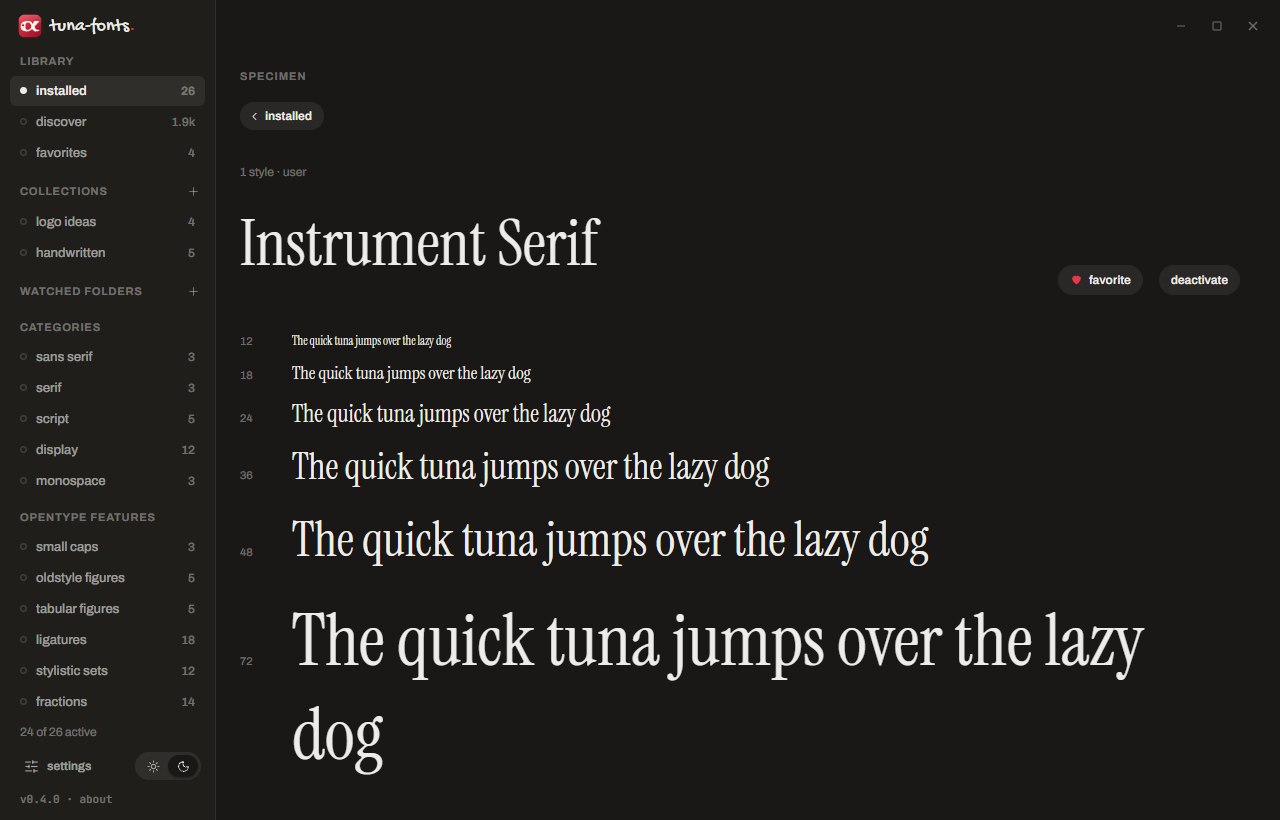 tuna-fonts.
LIBRARY
installed 26
discover 1.9k
favorites 4
COLLECTIONS +
logo ideas 4
handwritten 5
WATCHED FOLDERS +
CATEGORIES
sans serif 3
serif 3
script 5
display 12
monospace 3
OPENTYPE FEATURES
small caps 3
oldstyle figures 5
tabular figures 5
ligatures 18
stylistic sets 12
fractions 14
24 of 26 active
settings
v0.4.0 · about
SPECIMEN
installed
1 style · user
Instrument Serif
favorite deactivate
12 The quick tuna jumps over the lazy dog
18 The quick tuna jumps over the lazy dog
24 The quick tuna jumps over the lazy dog
36 The quick tuna jumps over the lazy dog
48 The quick tuna jumps over the lazy dog
72 The quick tuna jumps over the lazy
dog